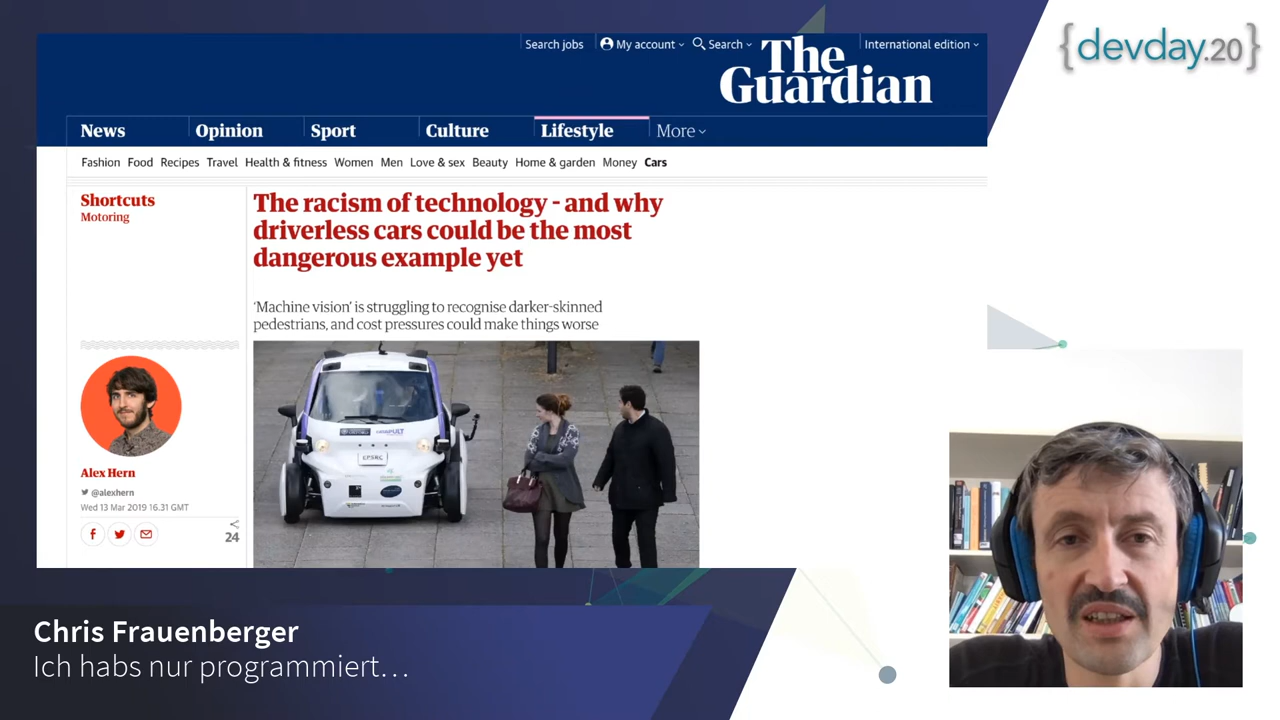 {devday.20}
Search jobs
My account
Search
International edition
The
Guardian
News
Opinion
Sport
Culture
Lifestyle
More
Fashion Food Recipes Travel Health & fitness Women Men Love & sex Beauty Home & garden Money Cars
Shortcuts
Motoring
The racism of technology - and why
driverless cars could be the most
dangerous example yet
'Machine vision' is struggling to recognise darker-skinned
pedestrians, and cost pressures could make things worse
Alex Hern
@alexhern
Wed 13 Mar 2019 16.31 GMT
24
Chris Frauenberger
Ich habs nur programmiert…